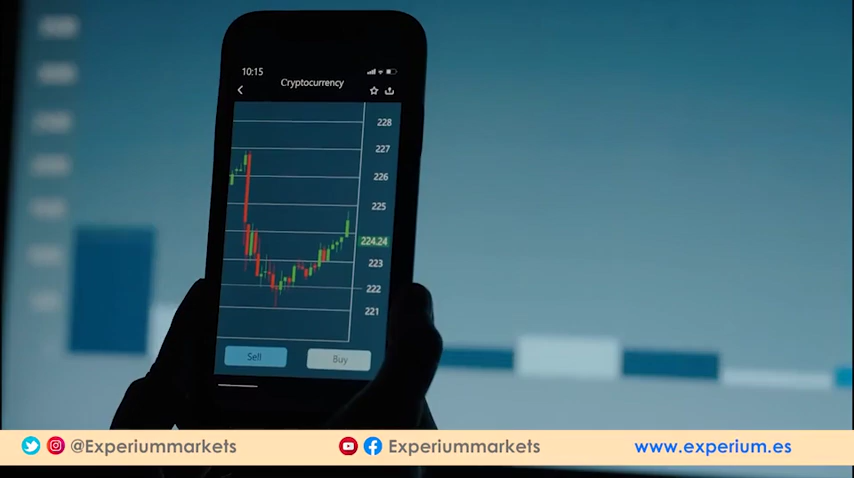 10:15
Cryptocurrency
228
227
226
225
224.24
223
222
221
Sell
Buy
@Experiummarkets
Experiummarkets
www.experium.es